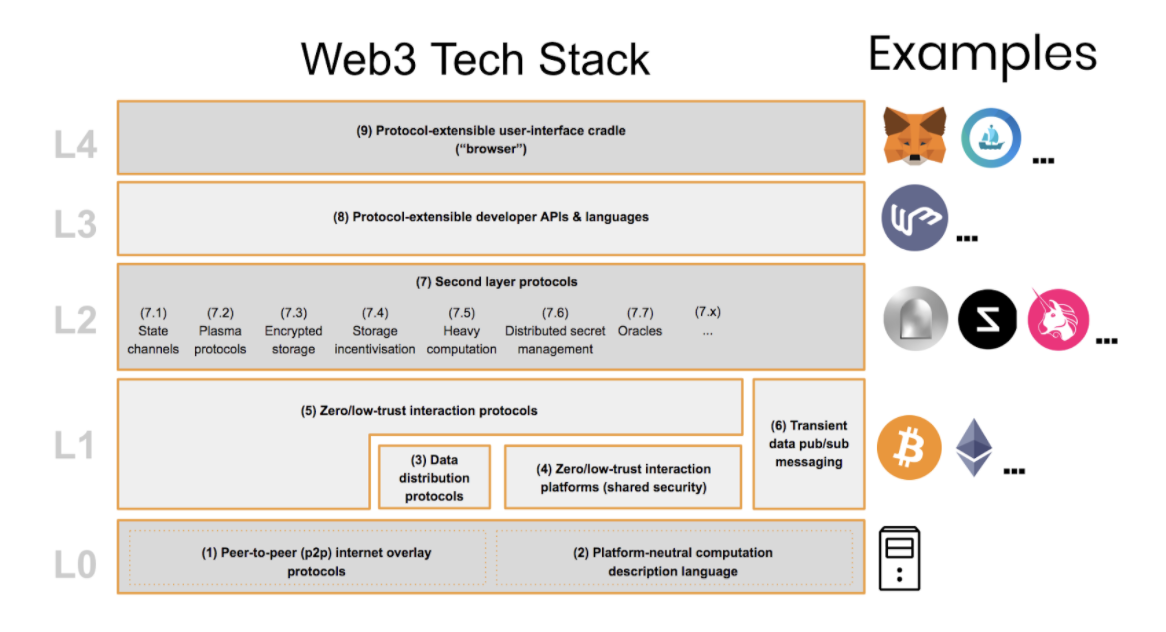 Web3 Tech Stack
Examples
L4
(9) Protocol-extensible user-interface cradle
(“browser”)
...
L3
(8) Protocol-extensible developer APIs & languages
...
L2
(7) Second layer protocols
(7.1)
State
channels
(7.2)
Plasma
protocols
(7.3)
Encrypted
storage
(7.4)
Storage
incentivisation
(7.5)
Heavy
computation
(7.6)
Distributed secret
management
(7.7)
Oracles
(7.x)
...
...
L1
(5) Zero/low-trust interaction protocols
(3) Data
distribution
protocols
(4) Zero/low-trust interaction
platforms (shared security)
(6) Transient
data pub/sub
messaging
...
L0
(1) Peer-to-peer (p2p) internet overlay
protocols
(2) Platform-neutral computation
description language